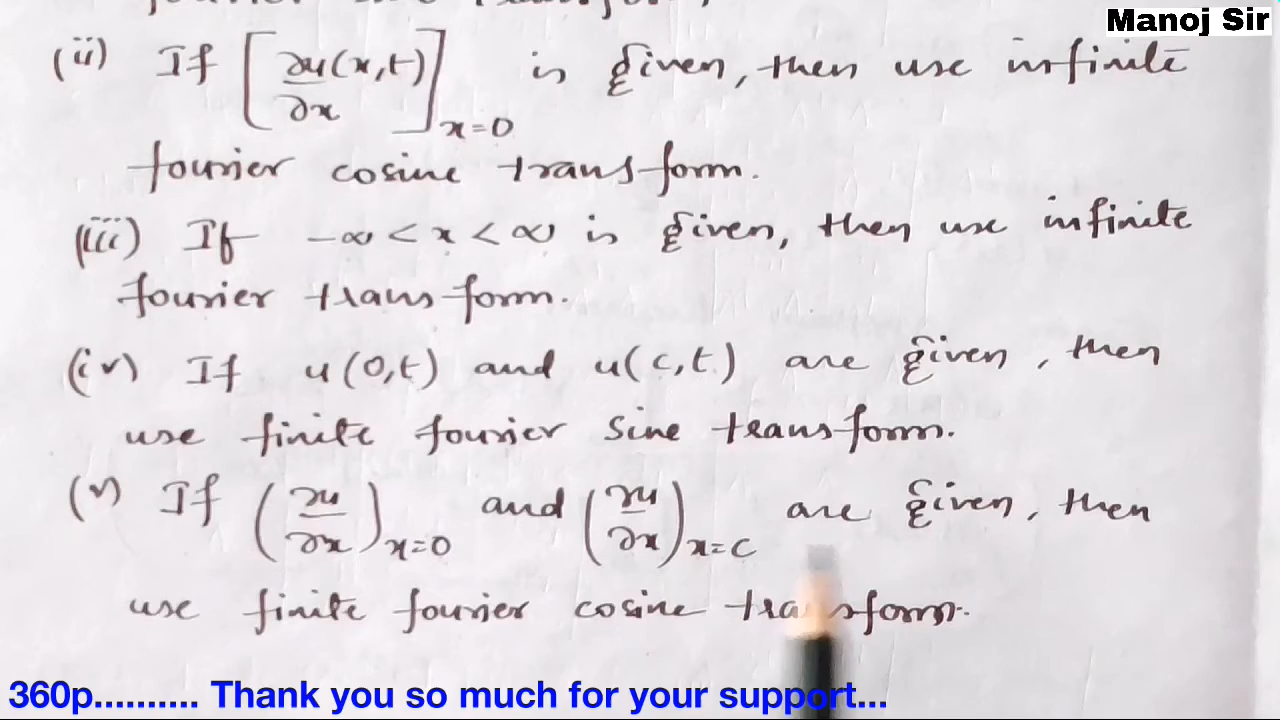 Manoj Sir
(ii) If [∂u(x,t)/∂x]ₓ₌₀ is given, then use infinite
fourier cosine transform.
(iii) If -∞ < x < ∞ is given, then use infinite
fourier transform.
(iv) If u(0,t) and u(c,t) are given, then
use finite fourier sine transform.
(v) If (∂u/∂x)ₓ₌₀ and (∂u/∂x)ₓ₌c are given, then
use finite fourier cosine transform.
360p.......... Thank you so much for your support...